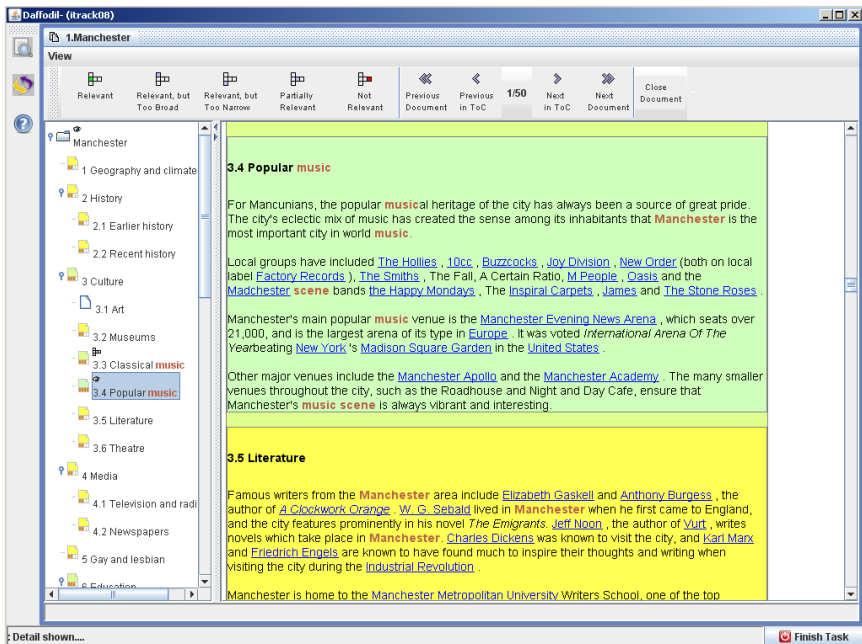 Daffodil- (itrack08)
1.Manchester
View
Relevant
Relevant, but
Too Broad
Relevant, but
Too Narrow
Partially
Relevant
Not
Relevant
Previous
Document
Previous
in ToC
1/50
Next
in ToC
Next
Document
Close
Document
Manchester
1 Geography and climate
2 History
2.1 Earlier history
2.2 Recent history
3 Culture
3.1 Art
3.2 Museums
3.3 Classical music
3.4 Popular music
3.5 Literature
3.6 Theatre
4 Media
4.1 Television and radi
4.2 Newspapers
5 Gay and lesbian
6 Education
3.4 Popular music
For Mancunians, the popular musical heritage of the city has always been a source of great pride.
The city's eclectic mix of music has created the sense among its inhabitants that Manchester is the
most important city in world music.
Local groups have included The Hollies , 10cc , Buzzcocks , Joy Division , New Order (both on local
label Factory Records ), The Smiths , The Fall, A Certain Ratio, M People , Oasis and the
Madchester scene bands the Happy Mondays , The Inspiral Carpets , James and The Stone Roses .
Manchester's main popular music venue is the Manchester Evening News Arena , which seats over
21,000, and is the largest arena of its type in Europe . It was voted International Arena Of The
Yearbeating New York 's Madison Square Garden in the United States .
Other major venues include the Manchester Apollo and the Manchester Academy . The many smaller
venues throughout the city, such as the Roadhouse and Night and Day Cafe, ensure that
Manchester's music scene is always vibrant and interesting.
3.5 Literature
Famous writers from the Manchester area include Elizabeth Gaskell and Anthony Burgess , the
author of A Clockwork Orange . W. G. Sebald lived in Manchester when he first came to England,
and the city features prominently in his novel The Emigrants. Jeff Noon , the author of Vurt , writes
novels which take place in Manchester. Charles Dickens was known to visit the city, and Karl Marx
and Friedrich Engels are known to have found much to inspire their thoughts and writing when
visiting the city during the Industrial Revolution .
Manchester is home to the Manchester Metropolitan University Writers School, one of the top
: Detail shown....
Finish Task